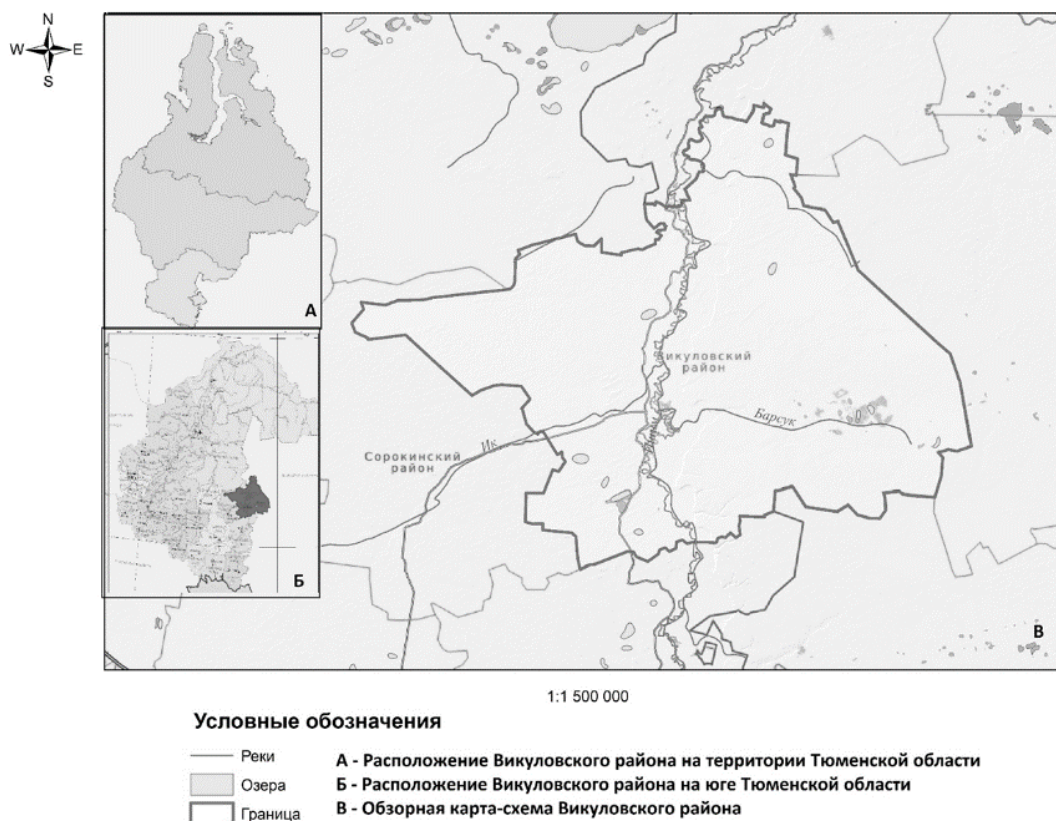 N
W
E
S
А
Б
Викуловский
район
Барсук
Ик
Сорокинский
район
В
1:1 500 000
Условные обозначения
Реки
Озера
Граница
А - Расположение Викуловского района на территории Тюменской области
Б - Расположение Викуловского района на юге Тюменской области
В - Обзорная карта-схема Викуловского района